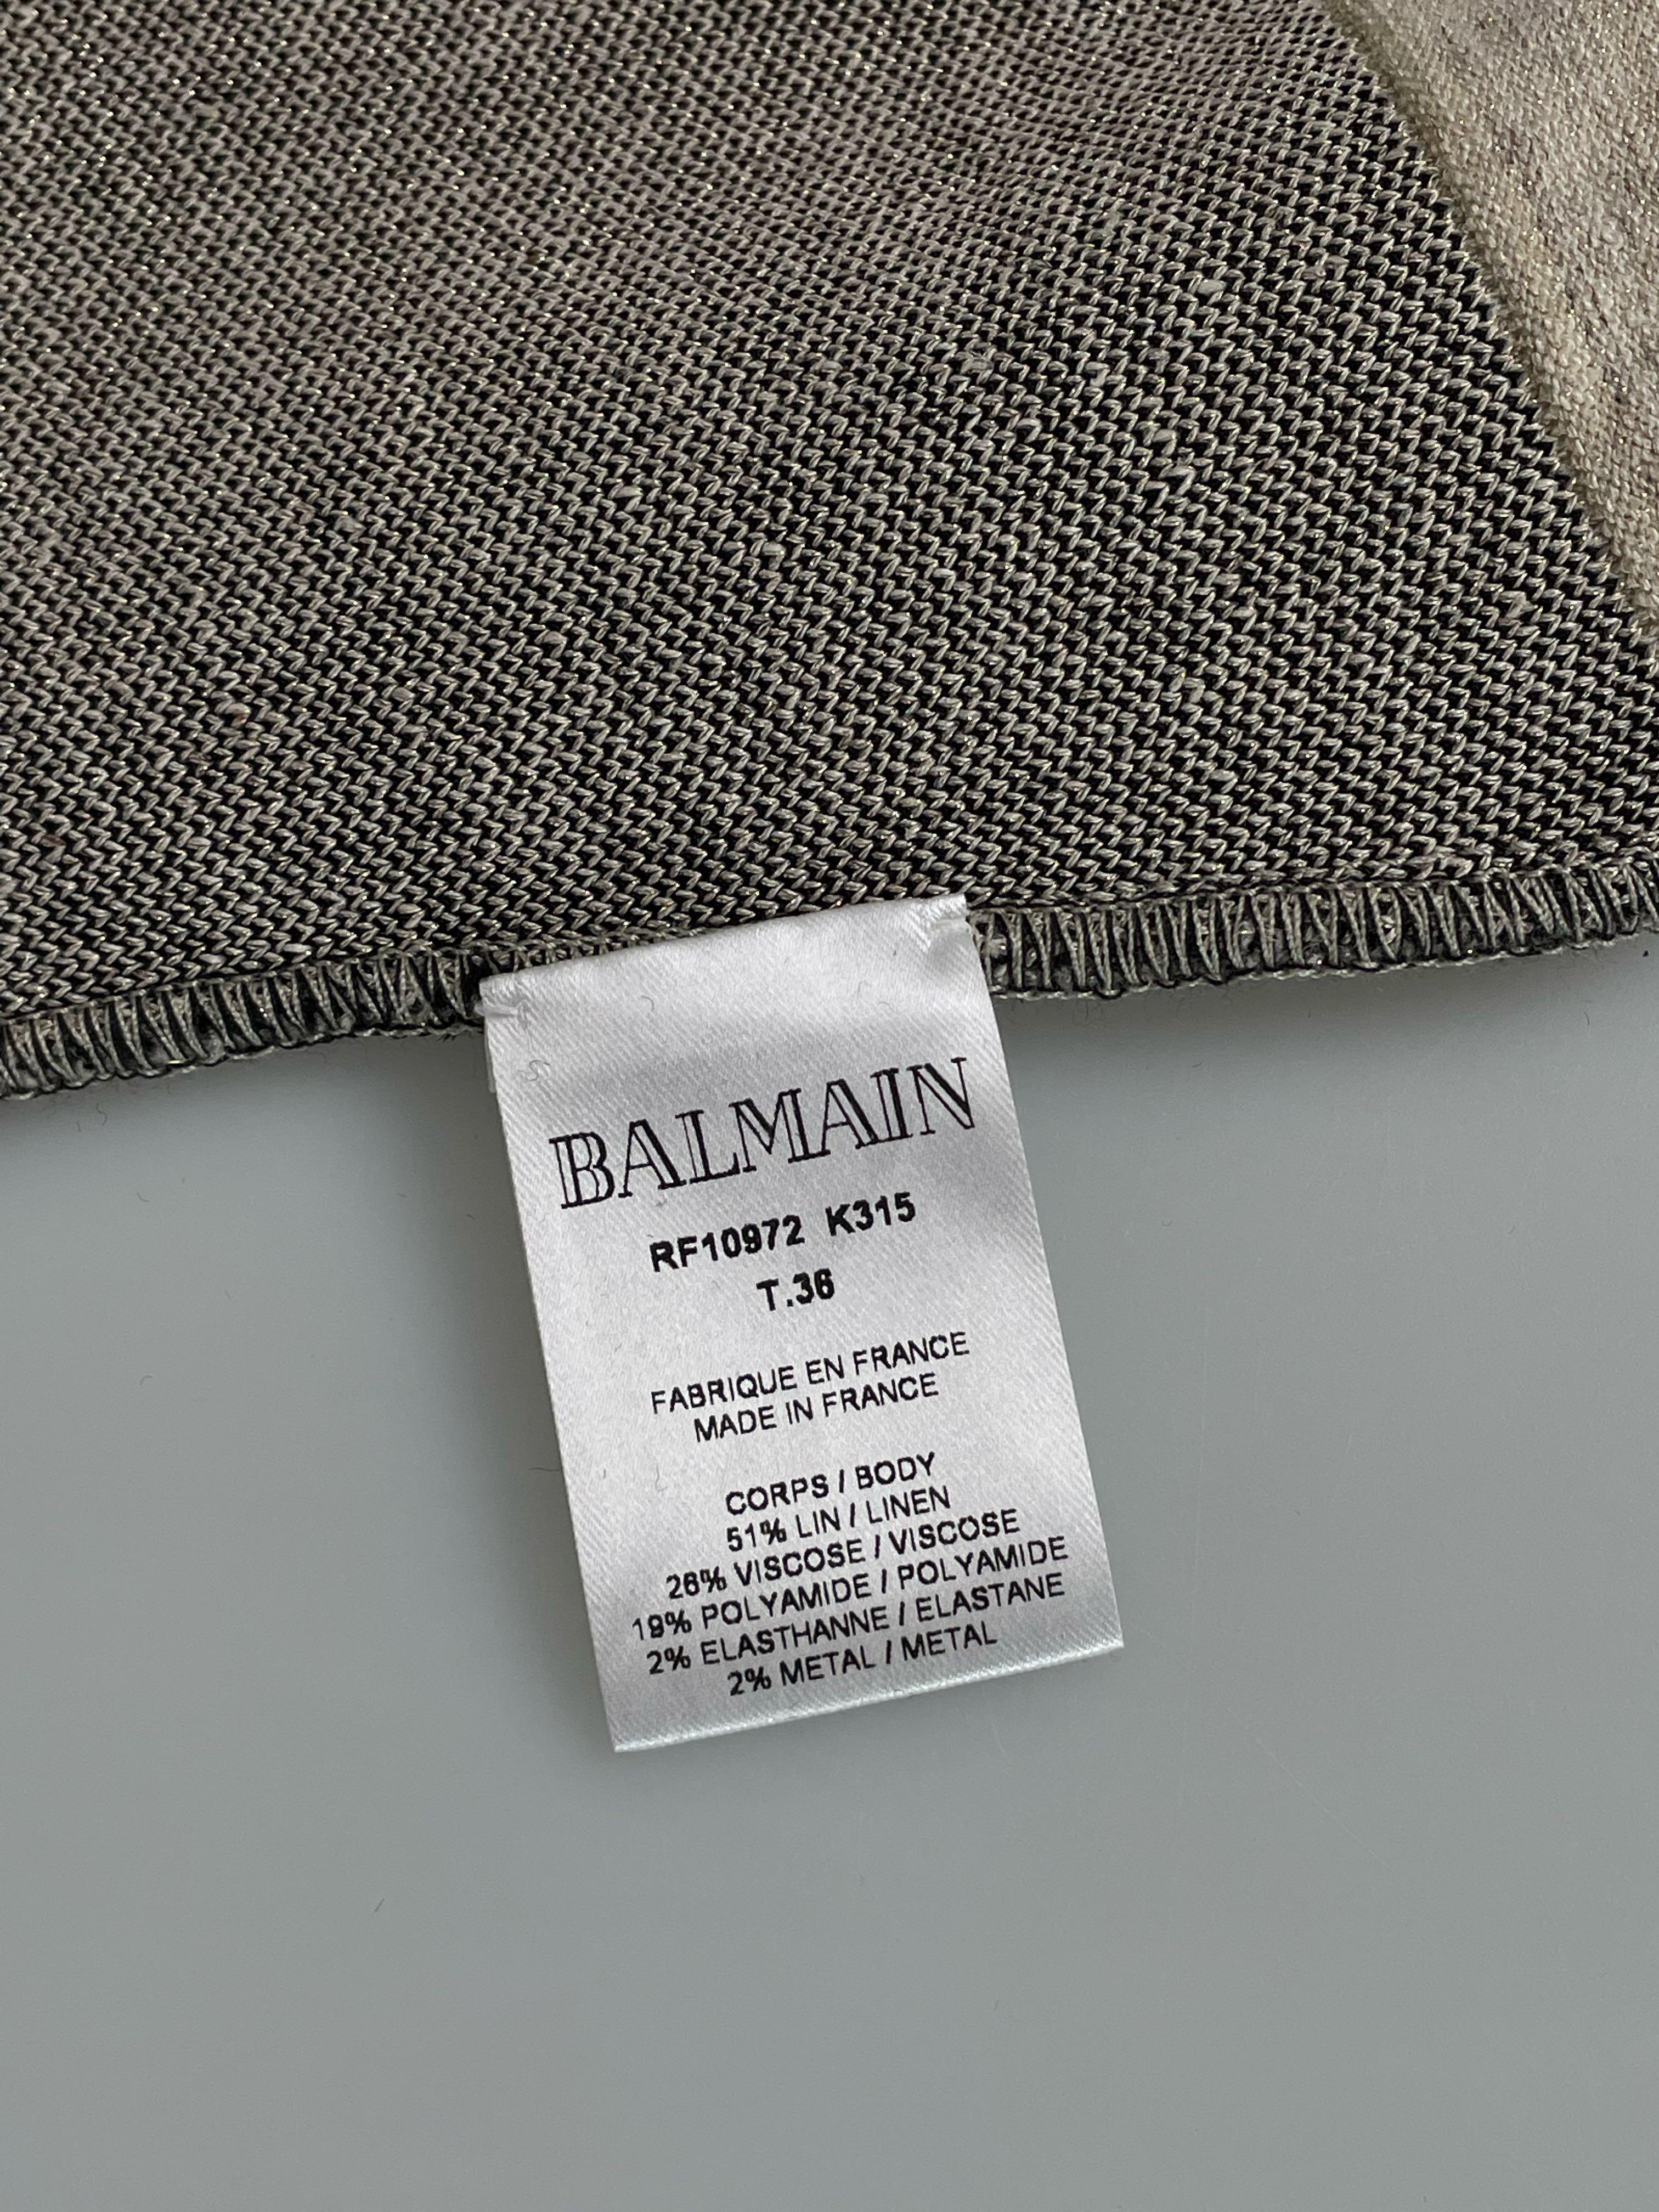 BALMAIN
RF10972 K315
T.36
FABRIQUE EN FRANCE
MADE IN FRANCE
CORPS / BODY
51% LIN / LINEN
26% VISCOSE / VISCOSE
19% POLYAMIDE / POLYAMIDE
2% ELASTHANNE / ELASTANE
2% METAL / METAL